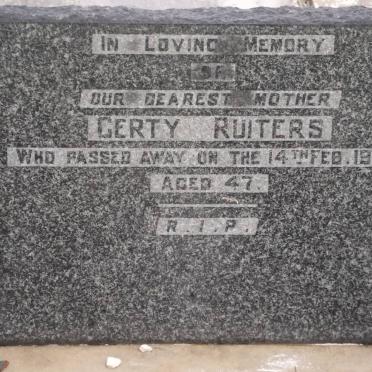 IN LOVING MEMORY
OF
OUR DEAREST MOTHER
GERTY RUITERS
WHO PASSED AWAY ON THE 14TH FEB. 19
AGED 47.
R. I. P.